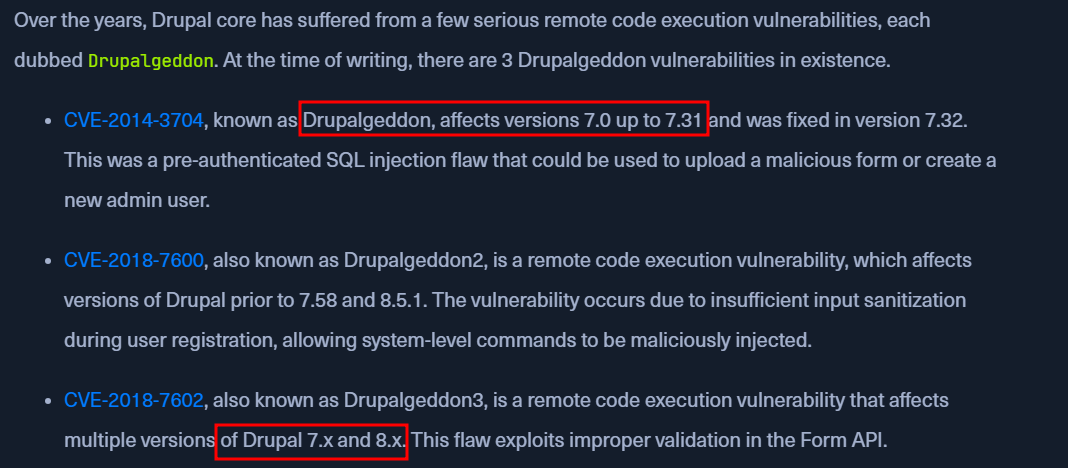 Over the years, Drupal core has suffered from a few serious remote code execution vulnerabilities, each
dubbed Drupalgeddon. At the time of writing, there are 3 Drupalgeddon vulnerabilities in existence.
• CVE-2014-3704, known as Drupalgeddon, affects versions 7.0 up to 7.31 and was fixed in version 7.32.
This was a pre-authenticated SQL injection flaw that could be used to upload a malicious form or create a
new admin user.
• CVE-2018-7600, also known as Drupalgeddon2, is a remote code execution vulnerability, which affects
versions of Drupal prior to 7.58 and 8.5.1. The vulnerability occurs due to insufficient input sanitization
during user registration, allowing system-level commands to be maliciously injected.
• CVE-2018-7602, also known as Drupalgeddon3, is a remote code execution vulnerability that affects
multiple versions of Drupal 7.x and 8.x. This flaw exploits improper validation in the Form API.